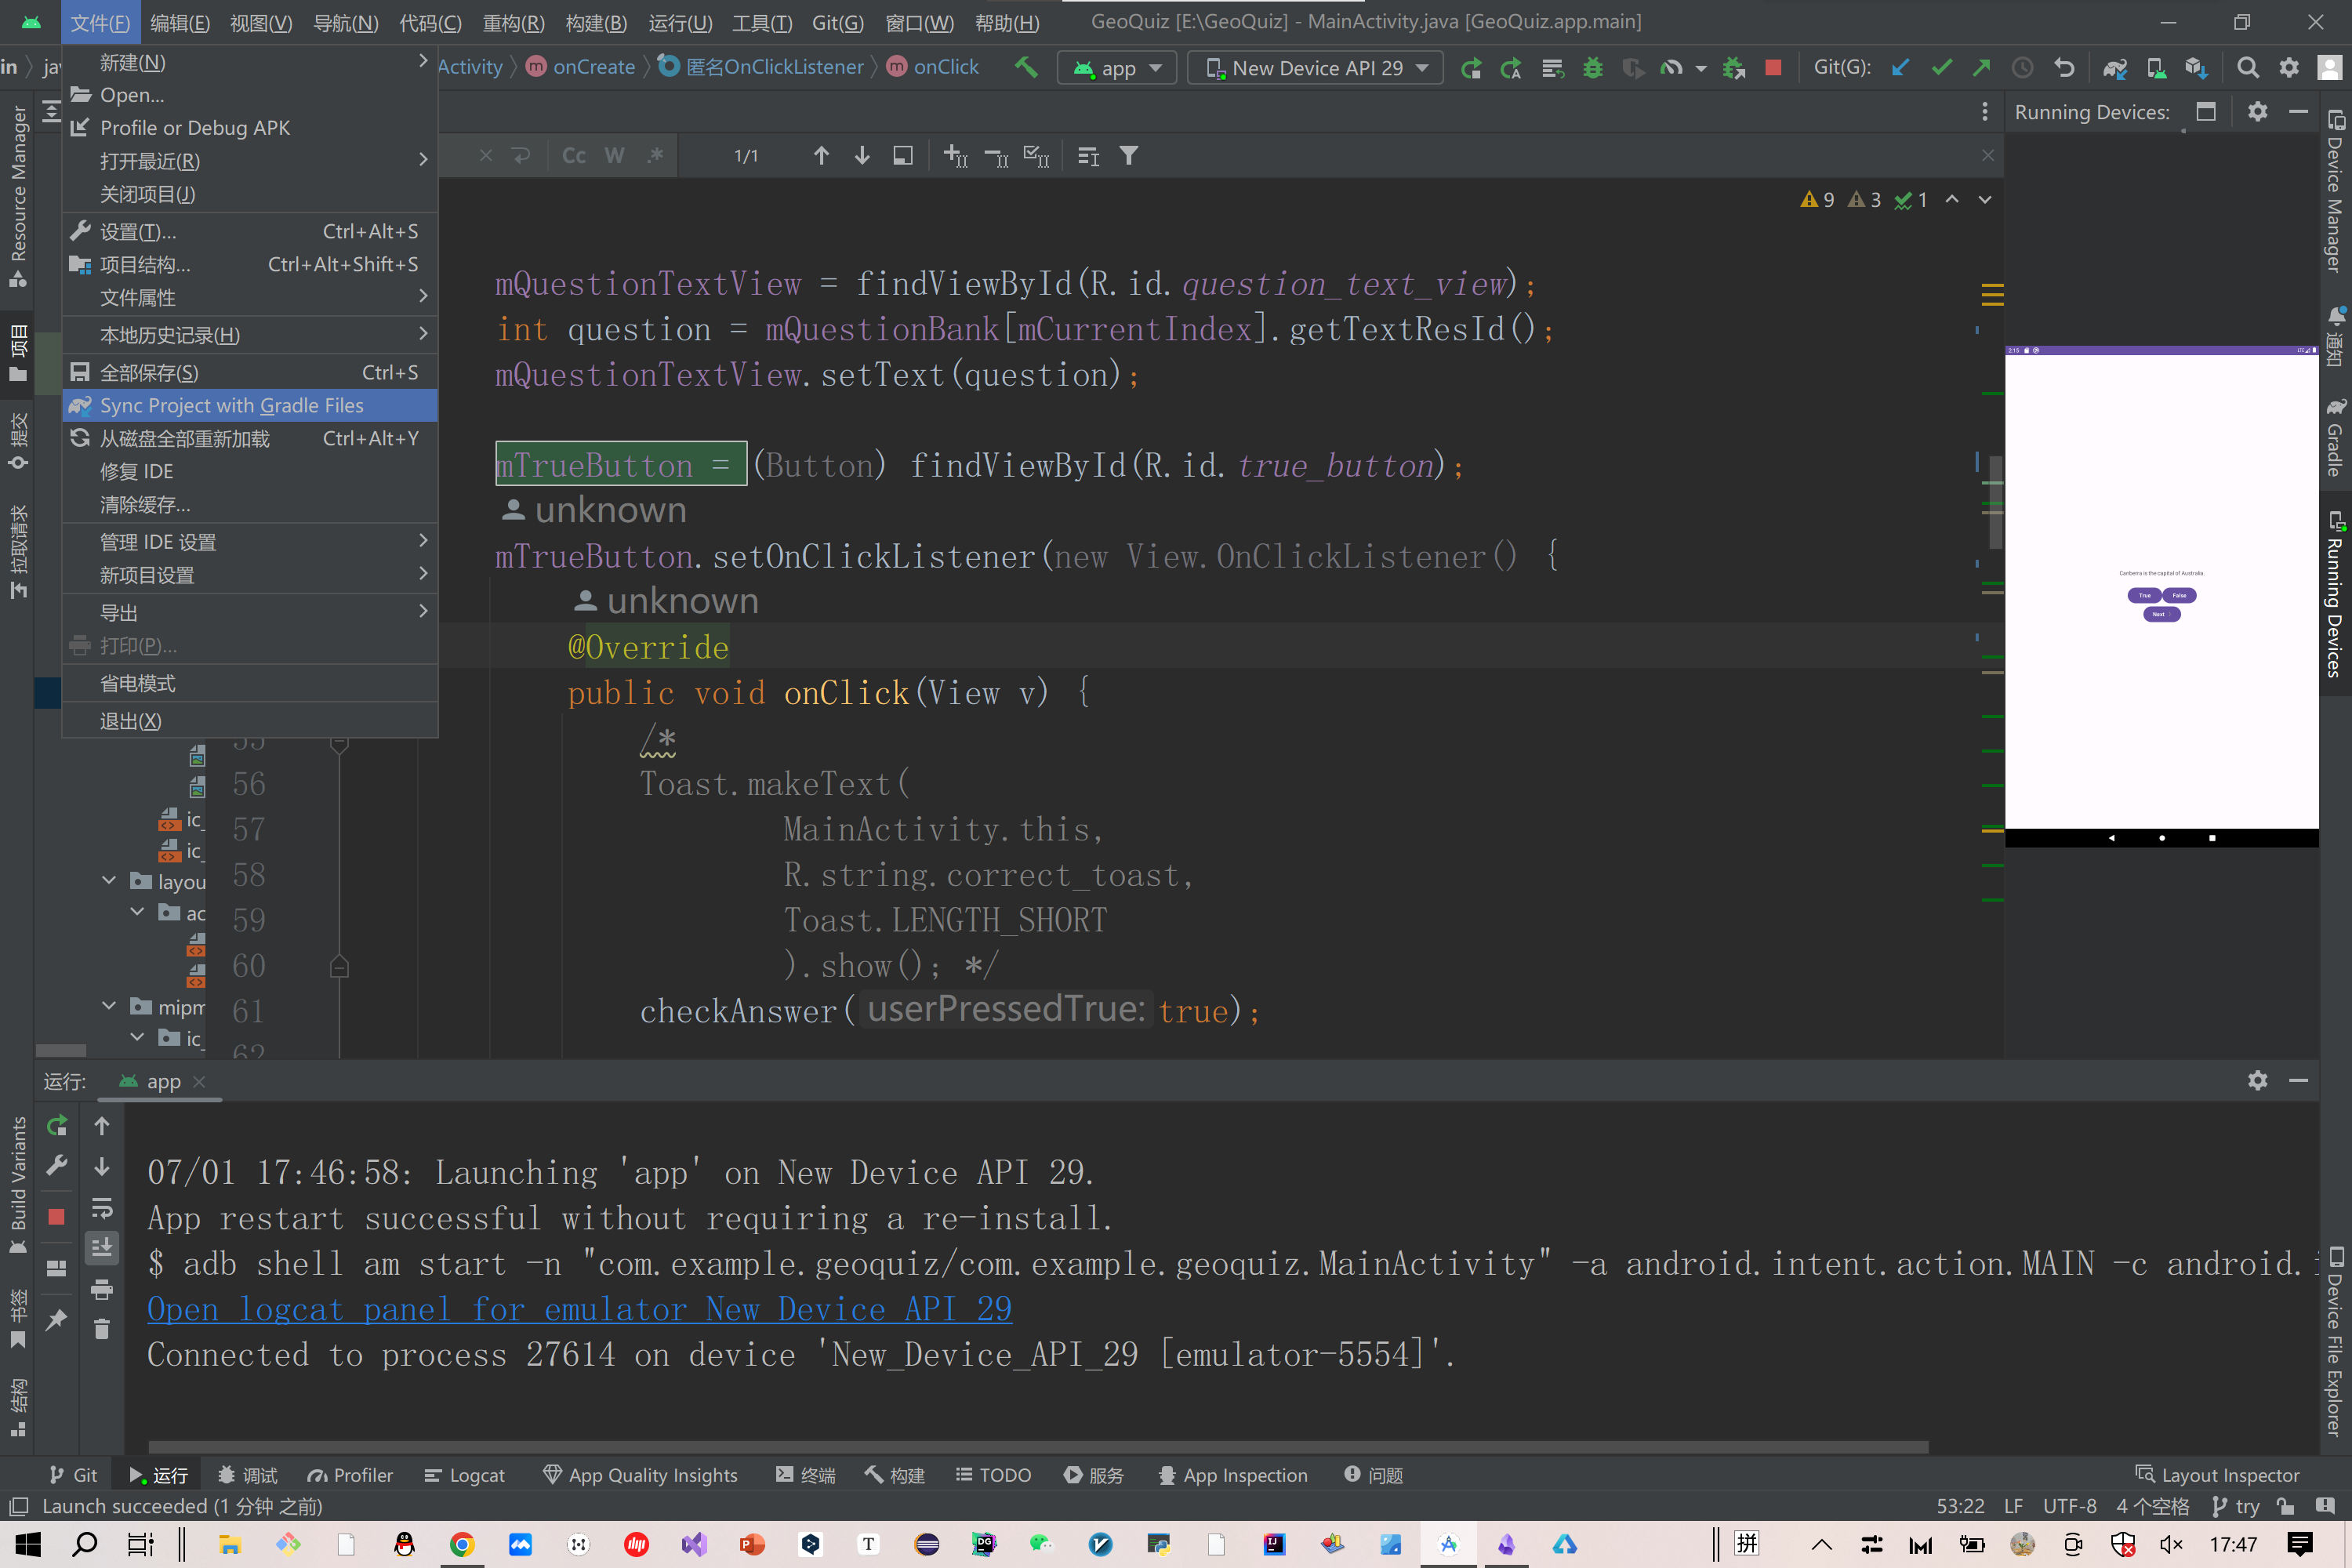 文件(F) 编辑(E) 视图(V) 导航(N) 代码(C) 重构(R) 构建(B) 运行(U) 工具(T) Git(G) 窗口(W) 帮助(H) GeoQuiz [E:\GeoQuiz] - MainActivity.java [GeoQuiz.app.main]
in Activity onCreate 匿名OnClickListener onClick app New Device API 29 Git(G):
新建(N)
Open...
Profile or Debug APK
打开最近(R)
关闭项目(J)
设置(T)... Ctrl+Alt+S
项目结构... Ctrl+Alt+Shift+S
文件属性
本地历史记录(H)
全部保存(S) Ctrl+S
Sync Project with Gradle Files
从磁盘全部重新加载 Ctrl+Alt+Y
修复 IDE
清除缓存...
管理 IDE 设置
新项目设置
导出
打印(P)...
省电模式
退出(X)
Resource Manager
项目
提交
拉取请求
Build Variants
书签
结构
Cc W .* 1/1
9 3 1
mQuestionTextView = findViewById(R.id.question_text_view);
int question = mQuestionBank[mCurrentIndex].getTextResId();
mQuestionTextView.setText(question);
mTrueButton = (Button) findViewById(R.id.true_button);
unknown
mTrueButton.setOnClickListener(new View.OnClickListener() {
unknown
@Override
public void onClick(View v) {
55 /*
56 Toast.makeText(
57 MainActivity.this,
58 R.string.correct_toast,
59 Toast.LENGTH_SHORT
60 ).show(); */
61 checkAnswer( userPressedTrue: true);
62
ic_
ic_
layou
ac
mipm
ic_
Running Devices:
2:15
Canberra is the capital of Australia.
True False
Next
Device Manager
通知
Gradle
Running Devices
Device File Explorer
运行: app
07/01 17:46:58: Launching 'app' on New Device API 29.
App restart successful without requiring a re-install.
$ adb shell am start -n "com.example.geoquiz/com.example.geoquiz.MainActivity" -a android.intent.action.MAIN -c android.i
Open logcat panel for emulator New Device API 29
Connected to process 27614 on device 'New_Device_API_29 [emulator-5554]'.
Git 运行 调试 Profiler Logcat App Quality Insights 终端 构建 TODO 服务 App Inspection 问题 Layout Inspector
Launch succeeded (1 分钟 之前) 53:22 LF UTF-8 4 个空格 try
拼 17:47